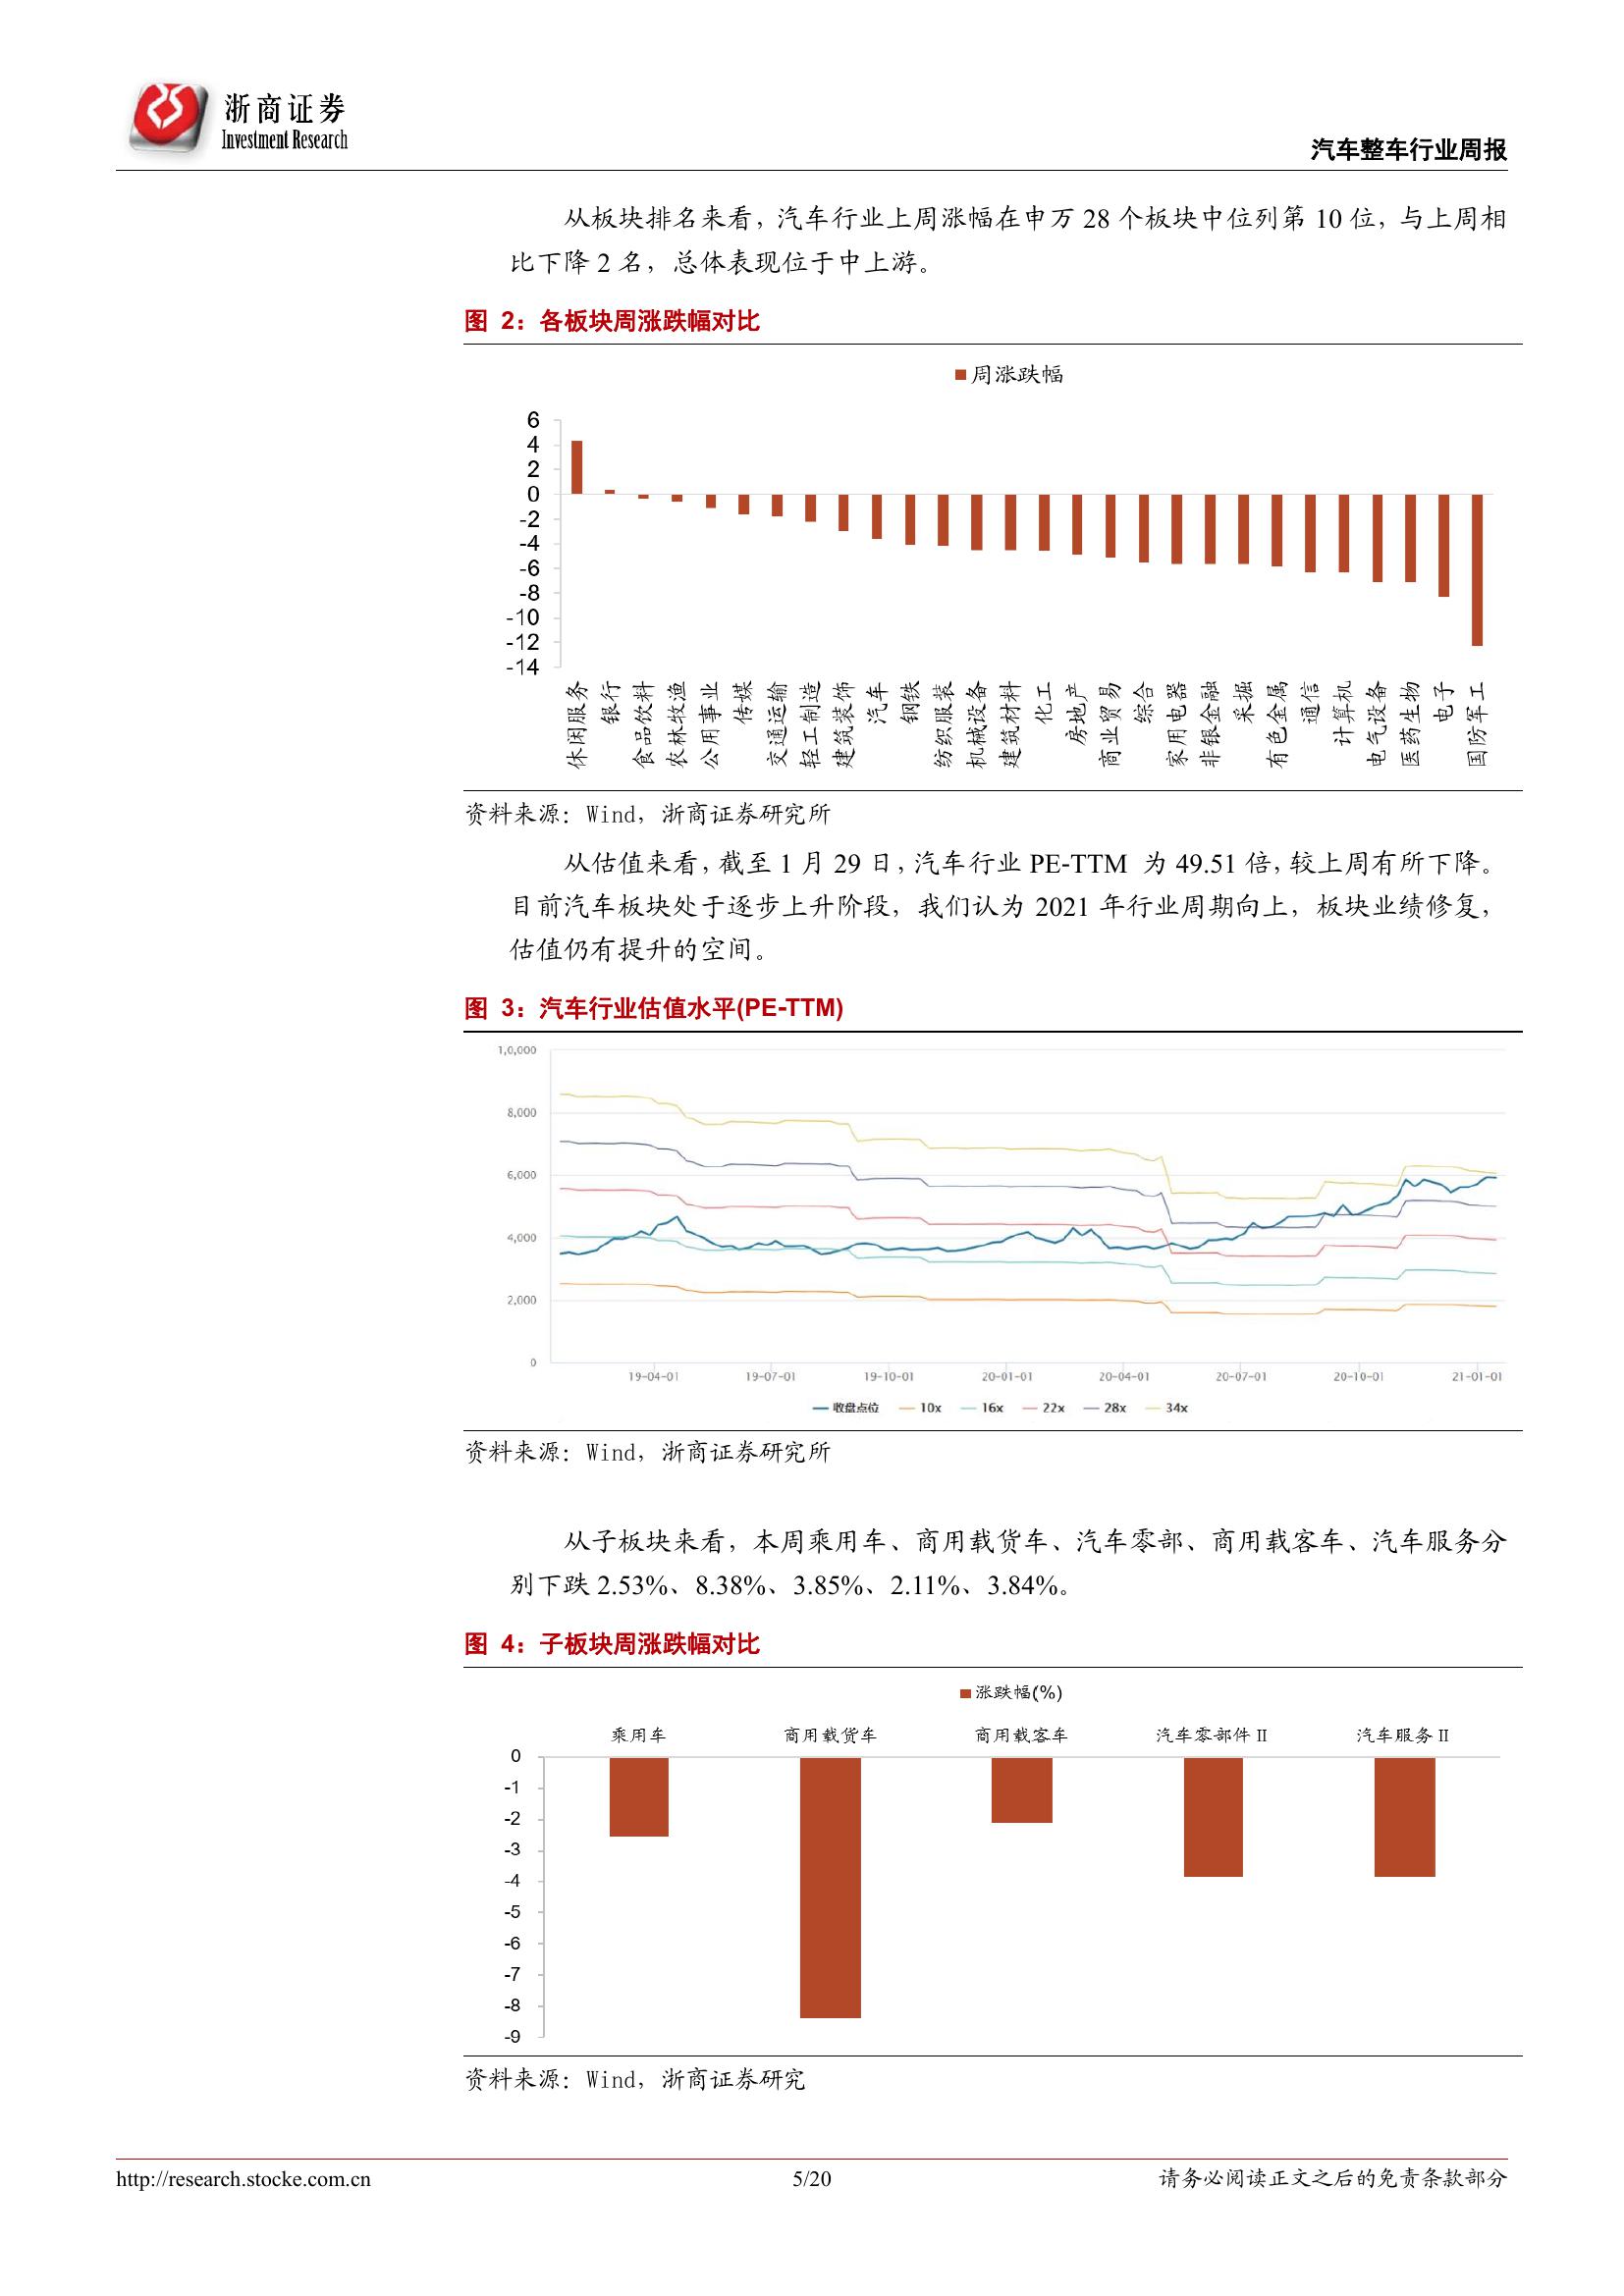 浙商证券
Investment Research
汽车整车行业周报
从板块排名来看，汽车行业上周涨幅在申万 28 个板块中位列第 10 位，与上周相
比下降 2 名，总体表现位于中上游。
图 2：各板块周涨跌幅对比
周涨跌幅
6
4
2
0
-2
-4
-6
-8
-10
-12
-14
休闲服务
银行
食品饮料
农林牧渔
公用事业
传媒
交通运输
轻工制造
建筑装饰
汽车
钢铁
纺织服装
机械设备
建筑材料
化工
房地产
商业贸易
综合
家用电器
非银金融
采掘
有色金属
通信
计算机
电气设备
医药生物
电子
国防军工
资料来源：Wind，浙商证券研究所
从估值来看，截至 1 月 29 日，汽车行业 PE-TTM 为 49.51 倍，较上周有所下降。
目前汽车板块处于逐步上升阶段，我们认为 2021 年行业周期向上，板块业绩修复，
估值仍有提升的空间。
图 3：汽车行业估值水平(PE-TTM)
1,0,000
8,000
6,000
4,000
2,000
0
19-04-01 19-07-01 19-10-01 20-01-01 20-04-01 20-07-01 20-10-01 21-01-01
收盘点位 10x 16x 22x 28x 34x
资料来源：Wind，浙商证券研究所
从子板块来看，本周乘用车、商用载货车、汽车零部、商用载客车、汽车服务分
别下跌 2.53%、8.38%、3.85%、2.11%、3.84%。
图 4：子板块周涨跌幅对比
涨跌幅(%)
乘用车 商用载货车 商用载客车 汽车零部件Ⅱ 汽车服务Ⅱ
0
-1
-2
-3
-4
-5
-6
-7
-8
-9
资料来源：Wind，浙商证券研究
http://research.stocke.com.cn 5/20 请务必阅读正文之后的免责条款部分